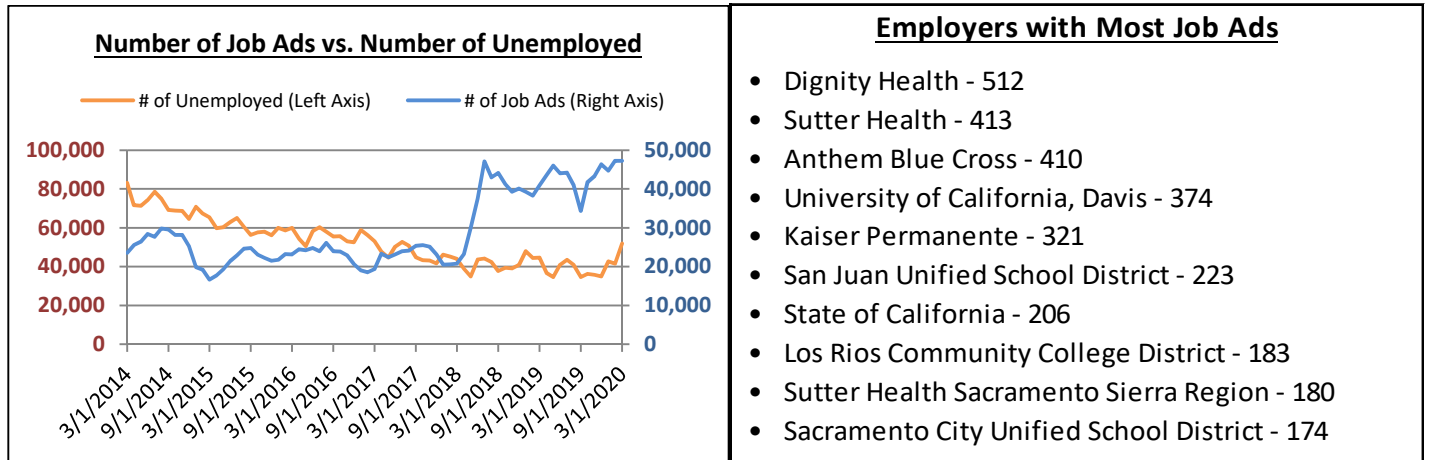 Number of Job Ads vs. Number of Unemployed
# of Unemployed (Left Axis)
# of Job Ads (Right Axis)
100,000
80,000
60,000
40,000
20,000
0
50,000
40,000
30,000
20,000
10,000
0
3/1/2014
9/1/2014
3/1/2015
9/1/2015
3/1/2016
9/1/2016
3/1/2017
9/1/2017
3/1/2018
9/1/2018
3/1/2019
9/1/2019
3/1/2020
Employers with Most Job Ads
• Dignity Health - 512
• Sutter Health - 413
• Anthem Blue Cross - 410
• University of California, Davis - 374
• Kaiser Permanente - 321
• San Juan Unified School District - 223
• State of California - 206
• Los Rios Community College District - 183
• Sutter Health Sacramento Sierra Region - 180
• Sacramento City Unified School District - 174